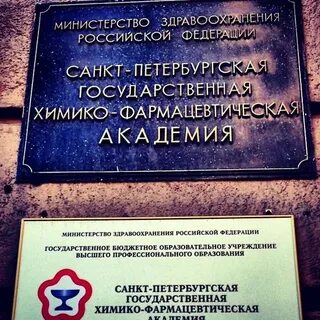 МИНИСТЕРСТВО ЗДРАВООХРАНЕНИЯ
РОССИЙСКОЙ ФЕДЕРАЦИИ
САНКТ-ПЕТЕРБУРГСКАЯ
ГОСУДАРСТВЕННАЯ
ХИМИКО-ФАРМАЦЕВТИЧЕСКАЯ
АКАДЕМИЯ
МИНИСТЕРСТВО ЗДРАВООХРАНЕНИЯ РОССИЙСКОЙ ФЕДЕРАЦИИ
ГОСУДАРСТВЕННОЕ БЮДЖЕТНОЕ ОБРАЗОВАТЕЛЬНОЕ УЧРЕЖДЕНИЕ
ВЫСШЕГО ПРОФЕССИОНАЛЬНОГО ОБРАЗОВАНИЯ
САНКТ-ПЕТЕРБУРГСКАЯ
ГОСУДАРСТВЕННАЯ
ХИМИКО-ФАРМАЦЕВТИЧЕСКАЯ
АКАДЕМИЯ